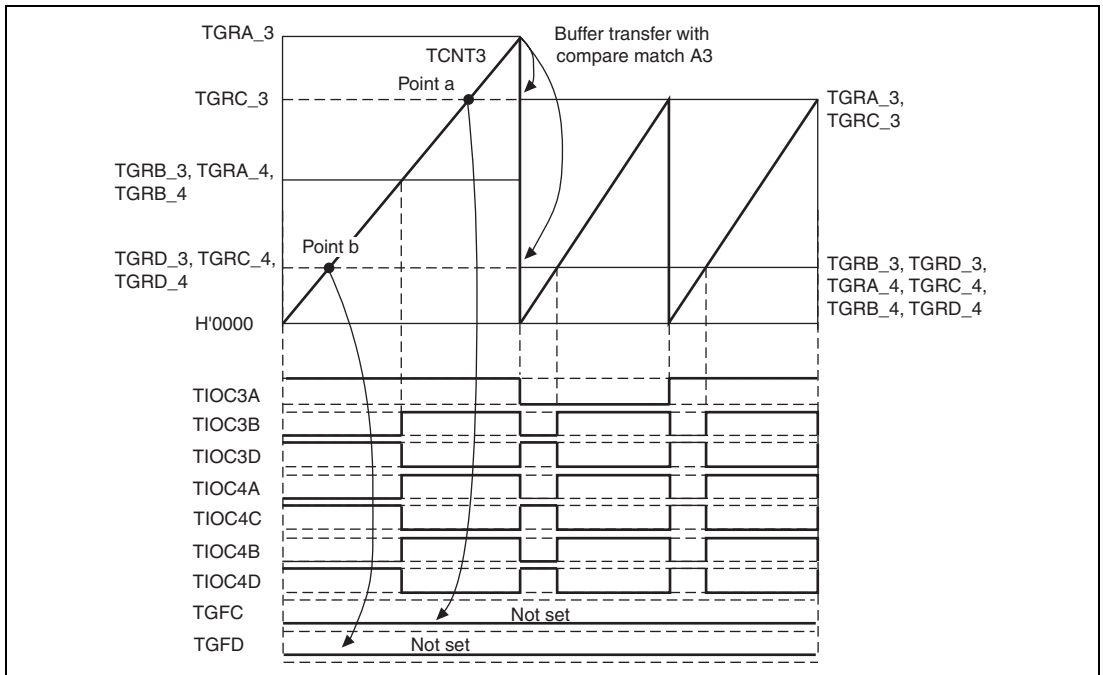 TGRA_3
TCNT3
Buffer transfer with
compare match A3
Point a
TGRC_3
TGRA_3,
TGRC_3
TGRB_3, TGRA_4,
TGRB_4
Point b
TGRD_3, TGRC_4,
TGRD_4
TGRB_3, TGRD_3,
TGRA_4, TGRC_4,
TGRB_4, TGRD_4
H'0000
TIOC3A
TIOC3B
TIOC3D
TIOC4A
TIOC4C
TIOC4B
TIOC4D
TGFC
Not set
TGFD
Not set